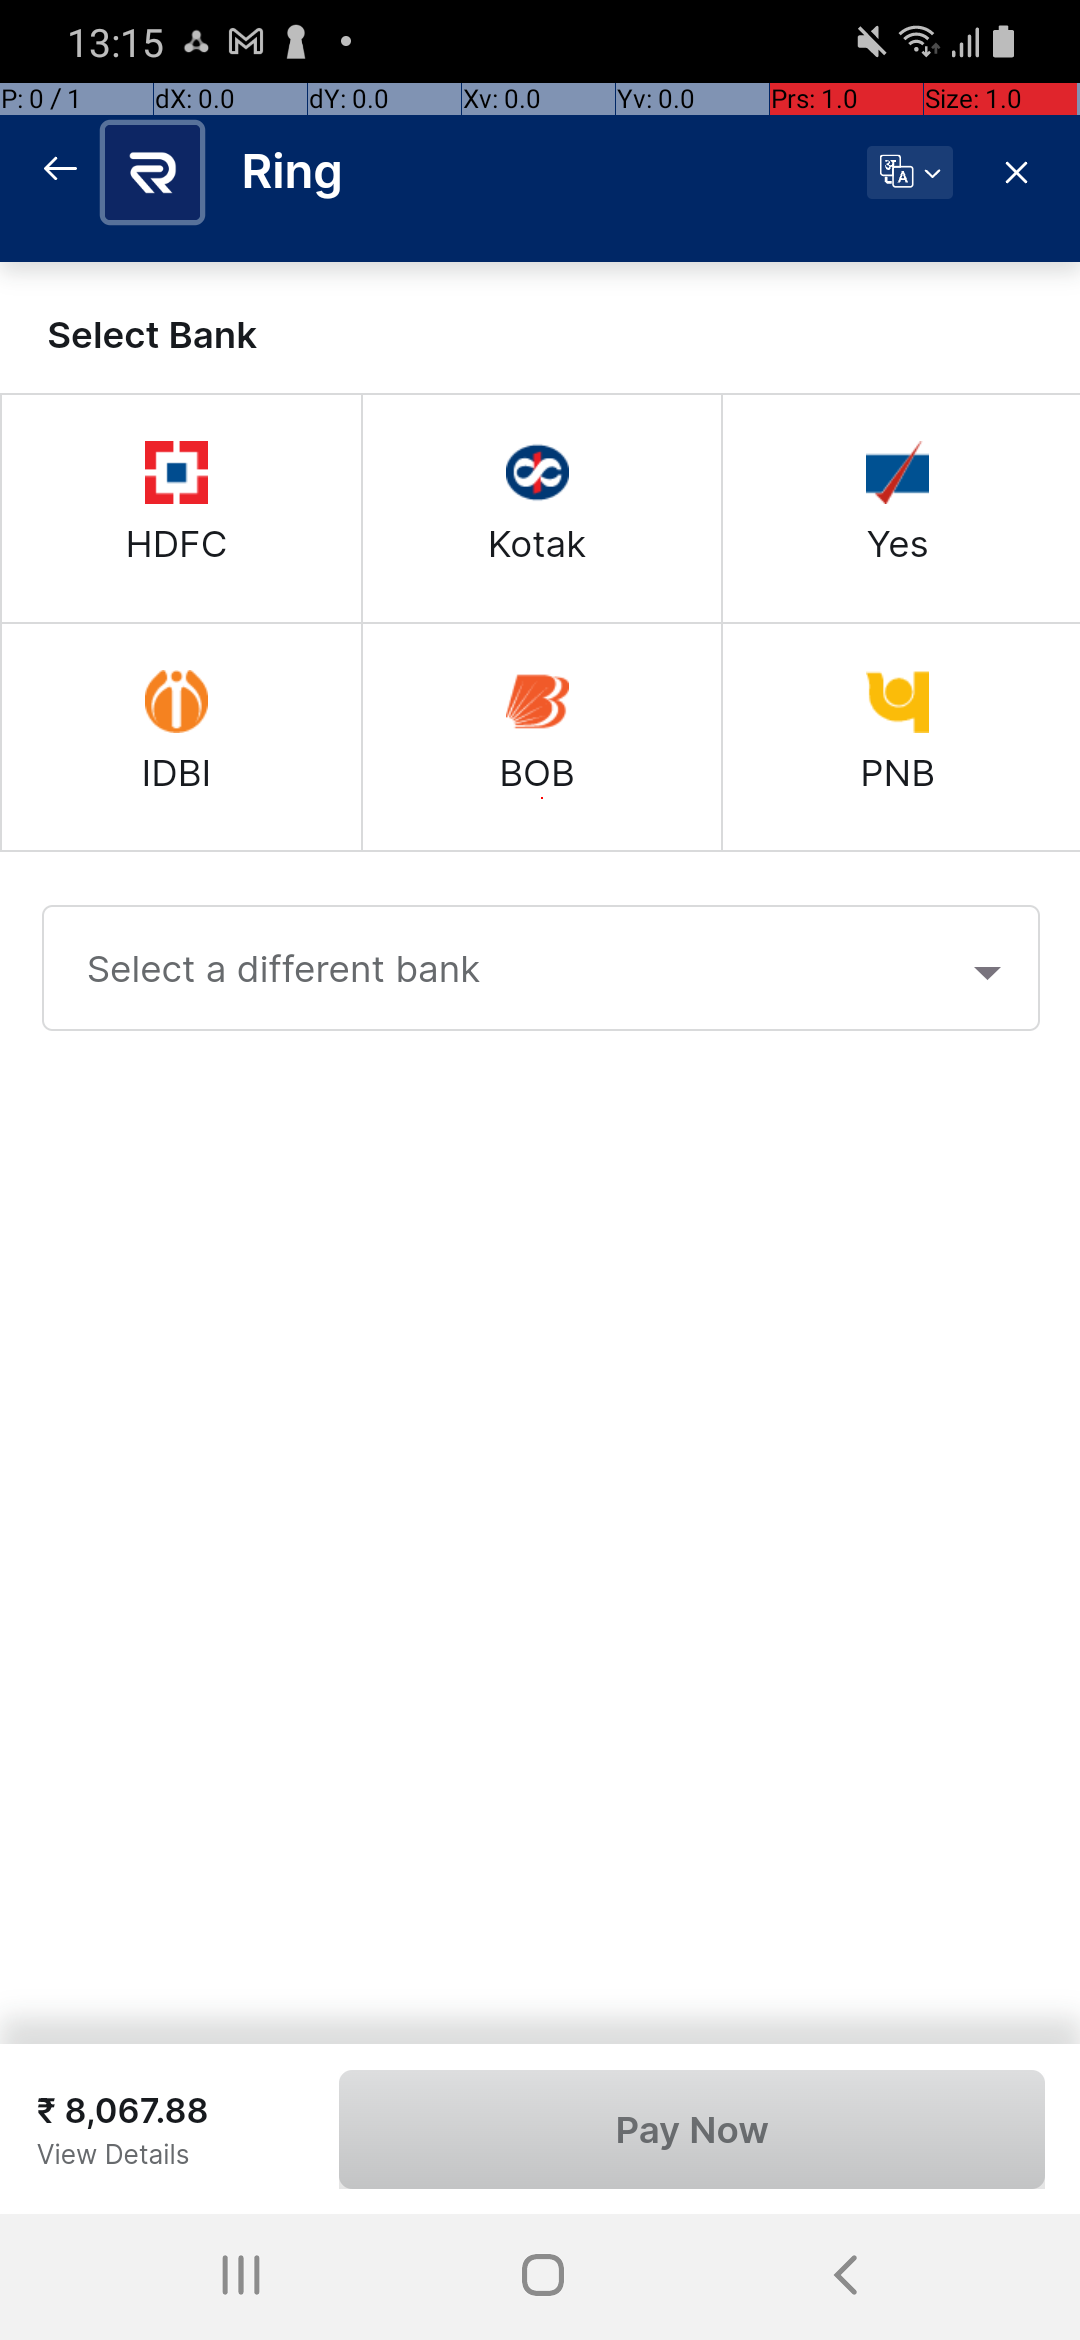 13:15
P: 0 / 1 dX: 0.0 dY: 0.0 Xv: 0.0 Yv: 0.0 Prs: 1.0 Size: 1.0
Ring
Select Bank
HDFC Kotak Yes
IDBI BOB PNB
Select a different bank
₹ 8,067.88
View Details
Pay Now